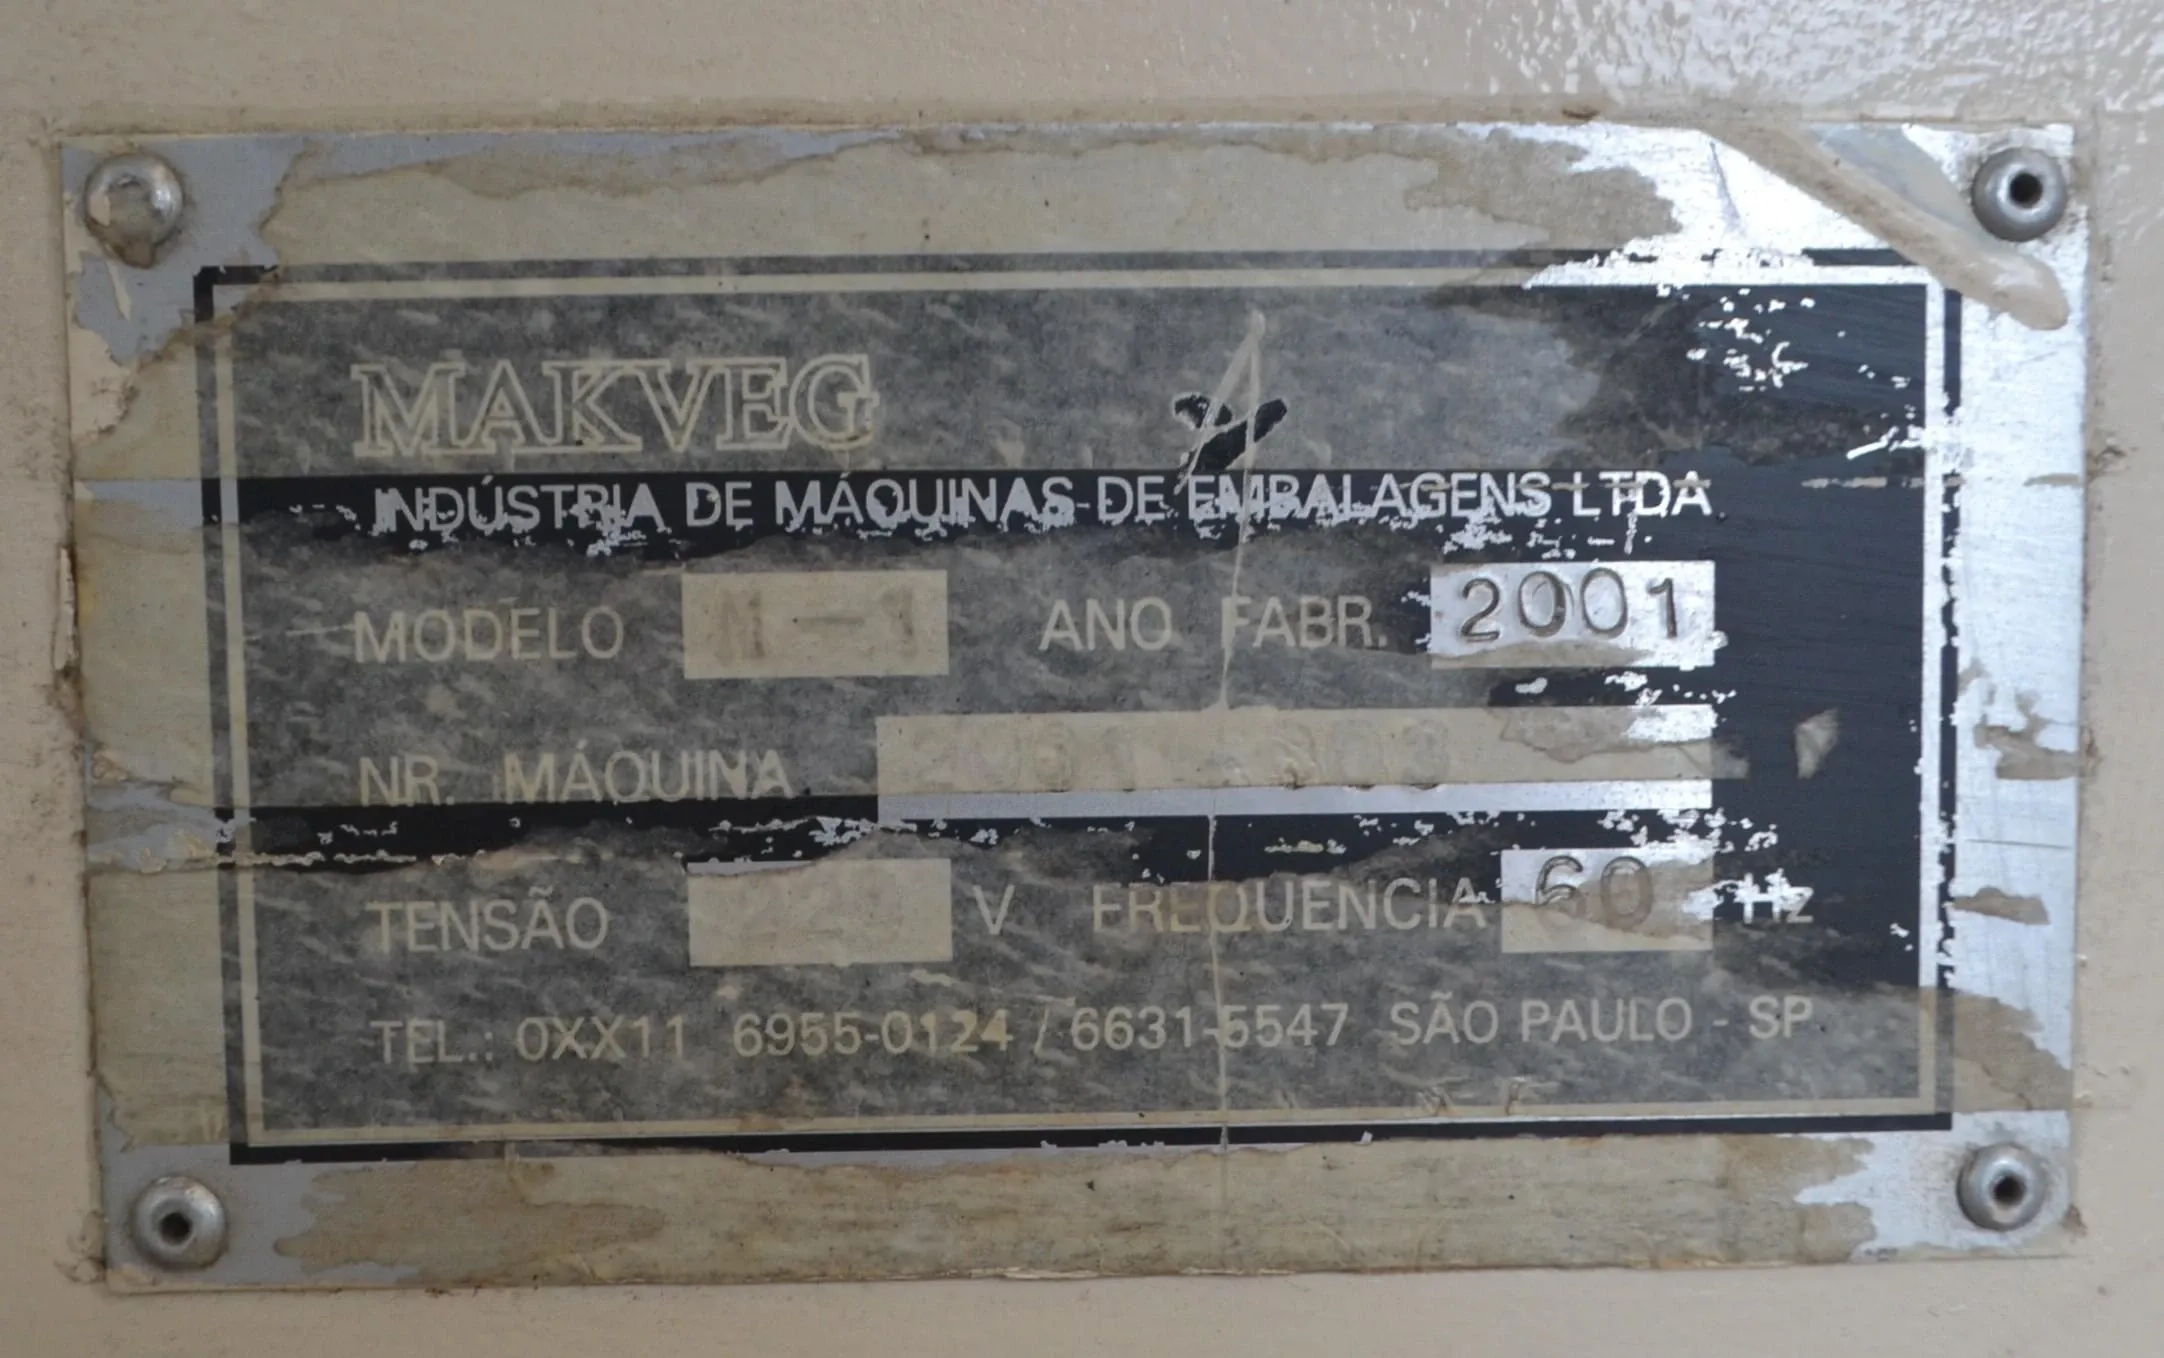 MAKVEG
INDÚSTRIA DE MÁQUINAS DE EMBALAGENS LTDA
MODELO ANO FABR. 2001
NR. MÁQUINA
TENSÃO V FREQUENCIA 60 Hz
TEL.: 0XX11 6955-0124 / 6631-5547 SÃO PAULO - SP